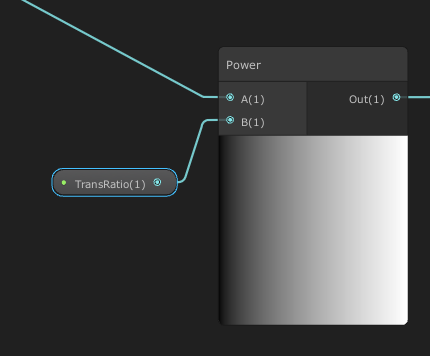 Power
A(1)
Out(1)
B(1)
TransRatio(1)